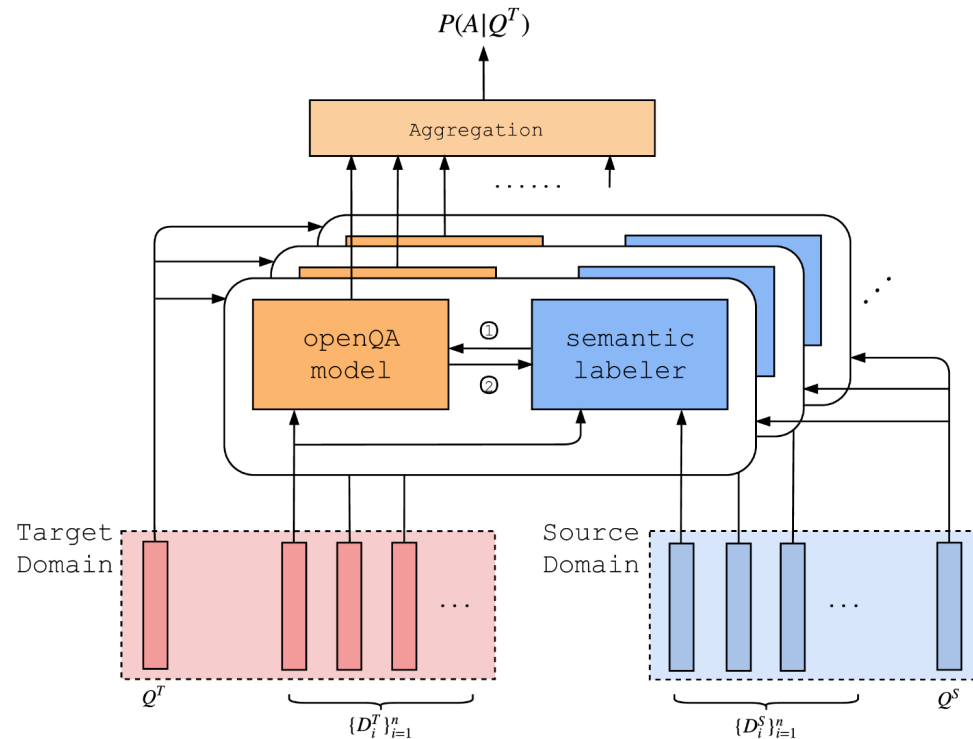 P(A|Q^T)
Aggregation
......
openQA
model
①
②
semantic
labeler
...
Target
Domain
...
Source
Domain
...
Q^T
{D_i^T}_{i=1}^n
{D_i^S}_{i=1}^n
Q^S